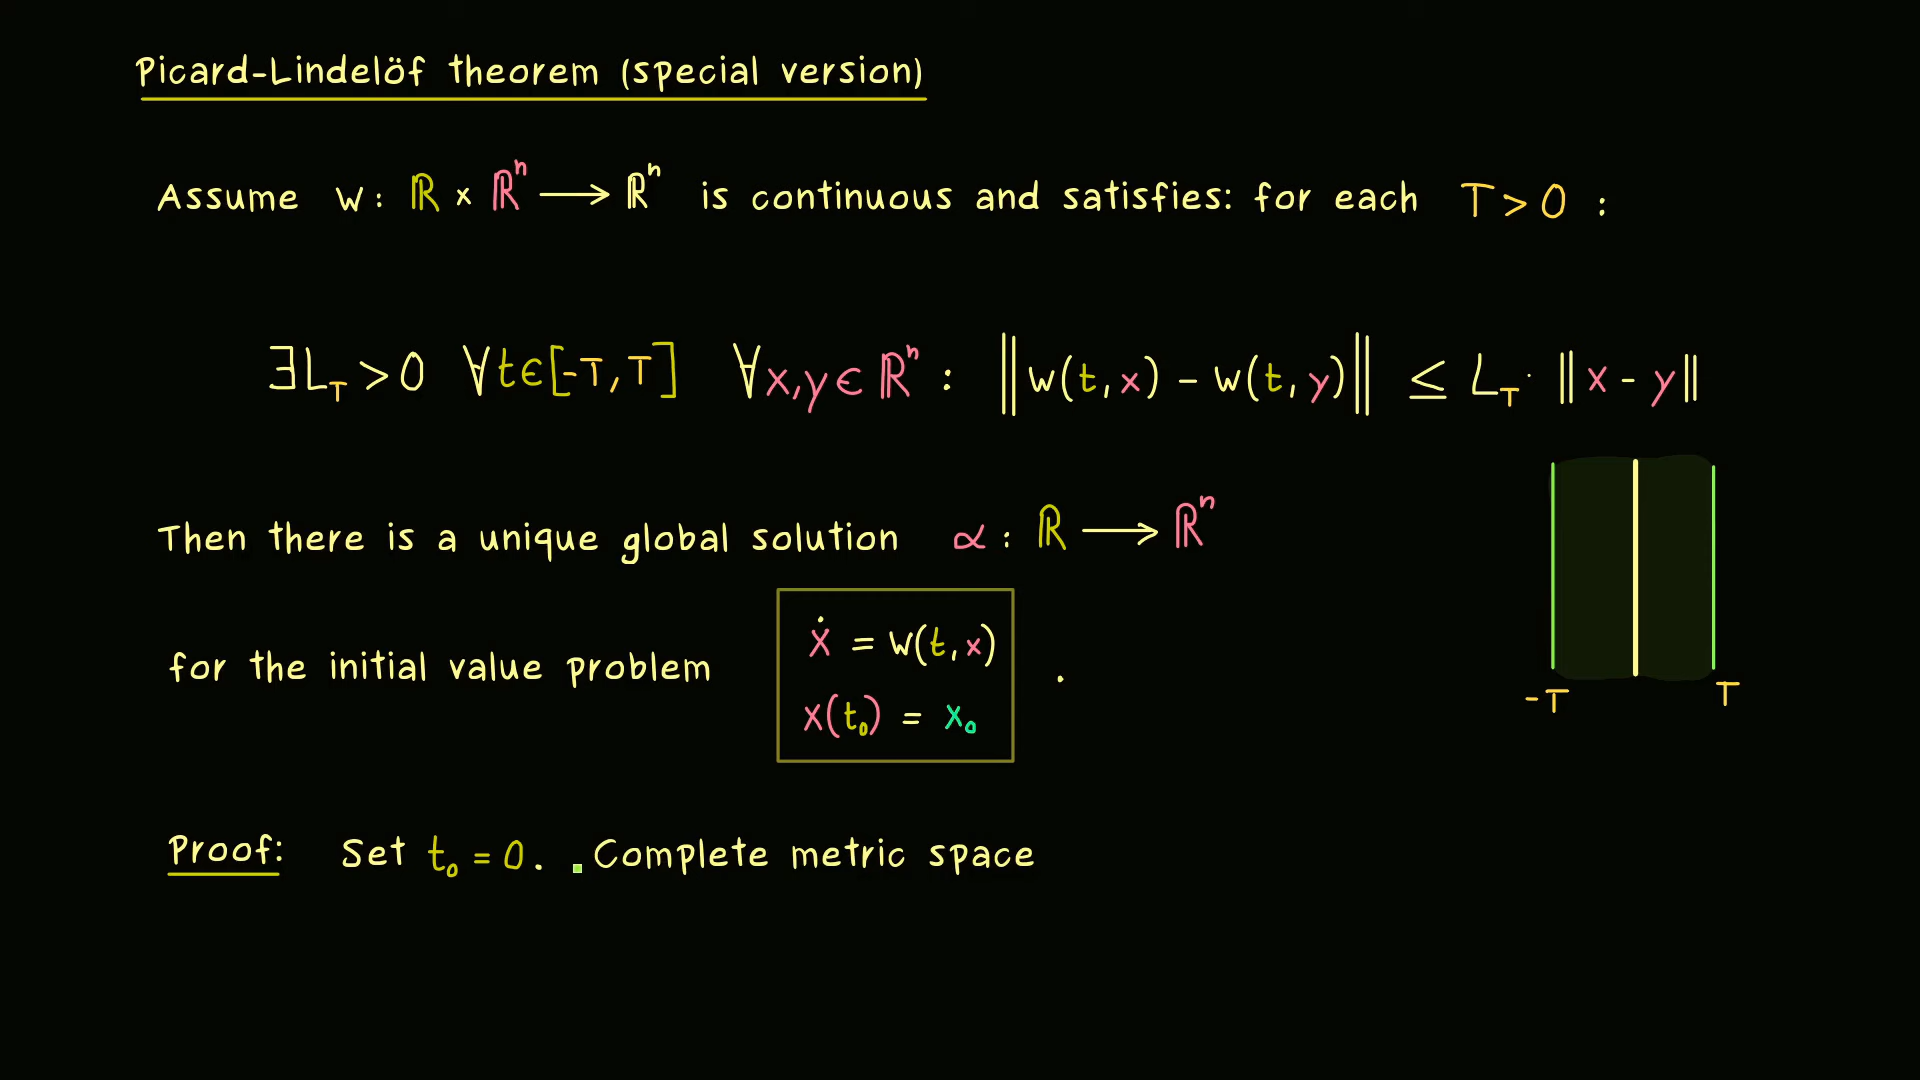 Picard-Lindelöf theorem (special version)
Assume w: ℝ × ℝⁿ ⟶ ℝⁿ is continuous and satisfies: for each T > 0 :
∃L_T > 0 ∀t∈[-T, T] ∀x,y∈ ℝⁿ : ‖w(t,x) - w(t,y)‖ ≤ L_T · ‖x - y‖
Then there is a unique global solution α: ℝ ⟶ ℝⁿ
for the initial value problem
ẋ = w(t,x)
x(t₀) = x₀ .
-T T
Proof: Set t₀ = 0. Complete metric space